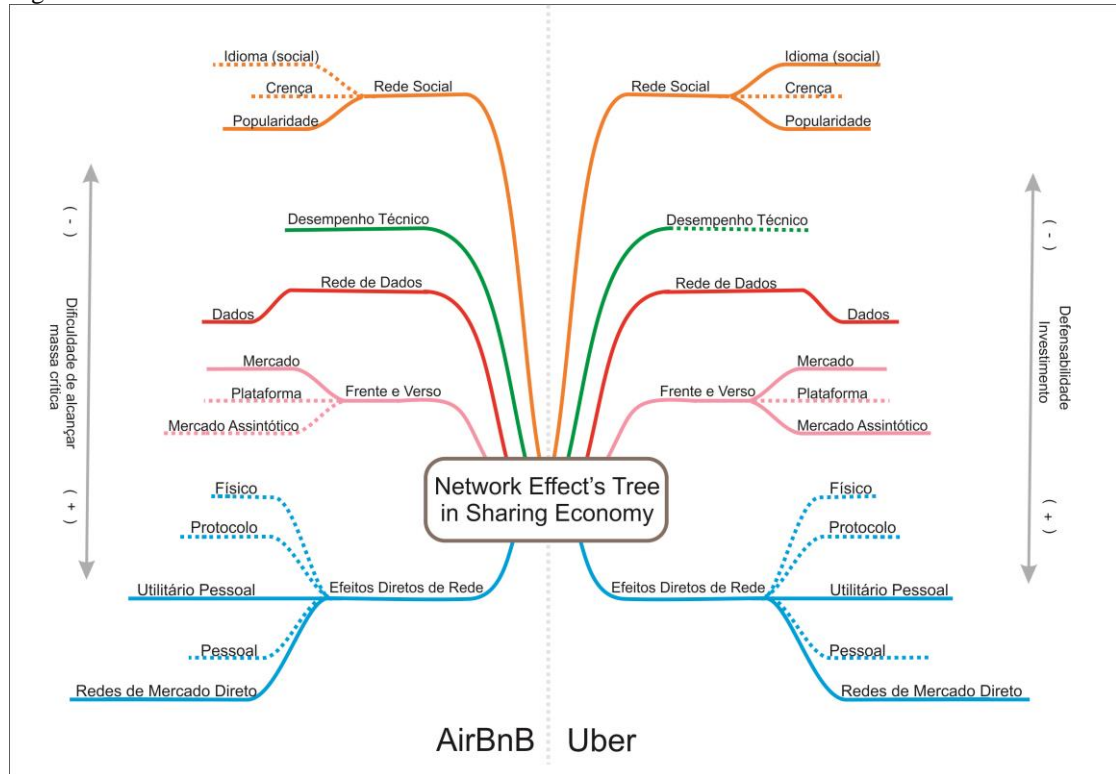 Idioma (social)
Crença
Popularidade
Rede Social
Desempenho Técnico
Rede de Dados
Dados
Mercado
Plataforma
Mercado Assintótico
Frente e Verso
Físico
Protocolo
Utilitário Pessoal
Pessoal
Redes de Mercado Direto
Efeitos Diretos de Rede
( - )
Dificuldade de alcançar
massa crítica
( + )
Network Effect's Tree
in Sharing Economy
Idioma (social)
Crença
Popularidade
Rede Social
Desempenho Técnico
Rede de Dados
Dados
Mercado
Plataforma
Mercado Assintótico
Frente e Verso
Físico
Protocolo
Utilitário Pessoal
Pessoal
Redes de Mercado Direto
Efeitos Diretos de Rede
( - )
Defensabilidade
Investimento
( + )
AirBnB
Uber